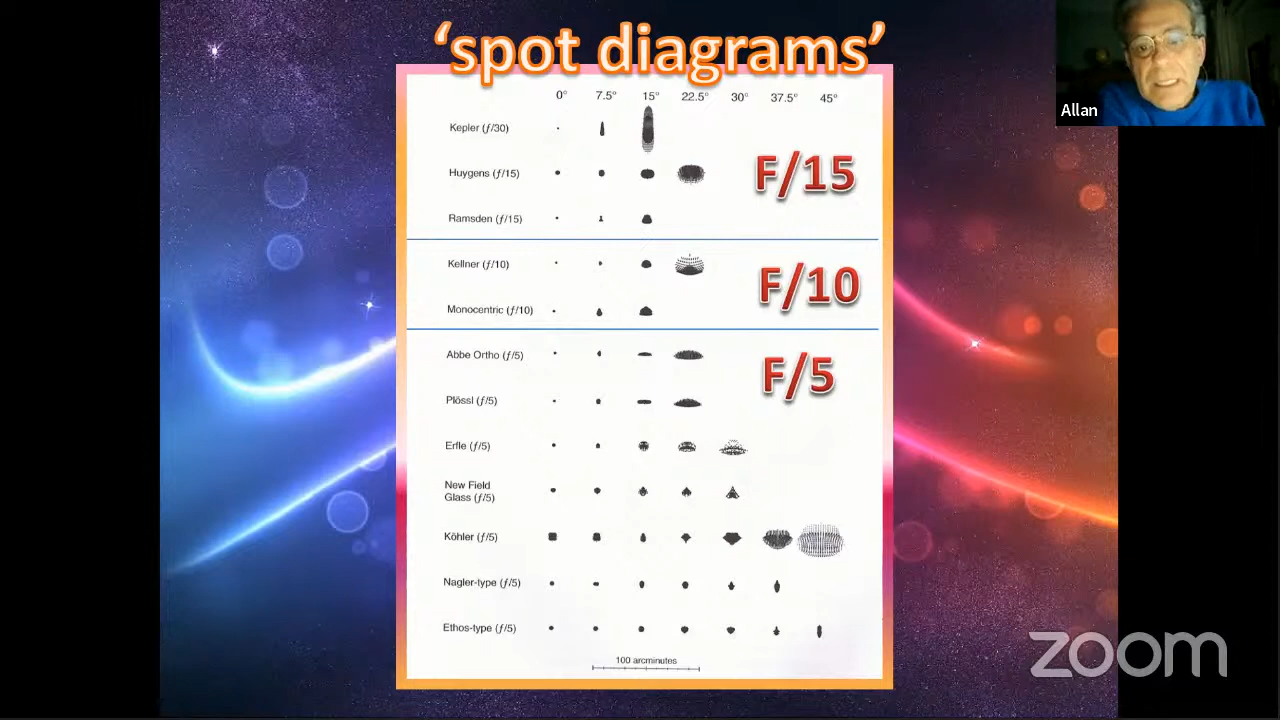 ‘spot diagrams’
Allan
0° 7.5° 15° 22.5° 30° 37.5° 45°
Kepler (ƒ/30)
F/15
Huygens (ƒ/15)
Ramsden (ƒ/15)
Kellner (ƒ/10)
F/10
Monocentric (ƒ/10)
Abbe Ortho (ƒ/5)
F/5
Plössl (ƒ/5)
Erfle (ƒ/5)
New Field
Glass (ƒ/5)
Köhler (ƒ/5)
Nagler-type (ƒ/5)
Ethos-type (ƒ/5)
100 arcminutes
zoom